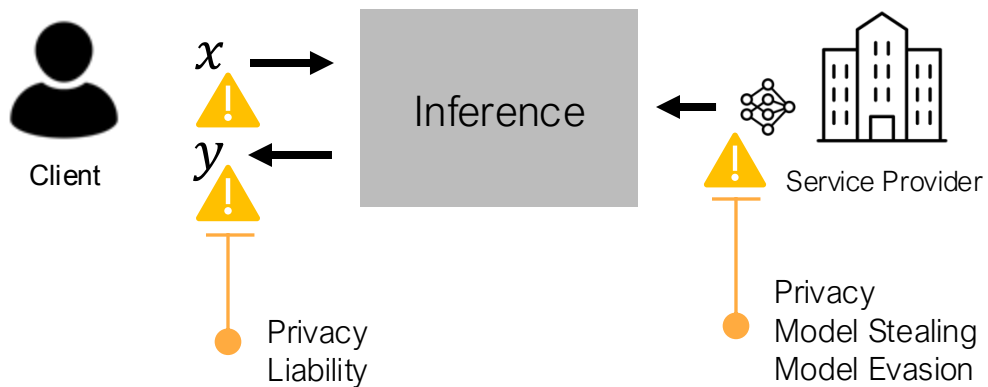 x
Inference
y
Client
Service Provider
Privacy
Liability
Privacy
Model Stealing
Model Evasion